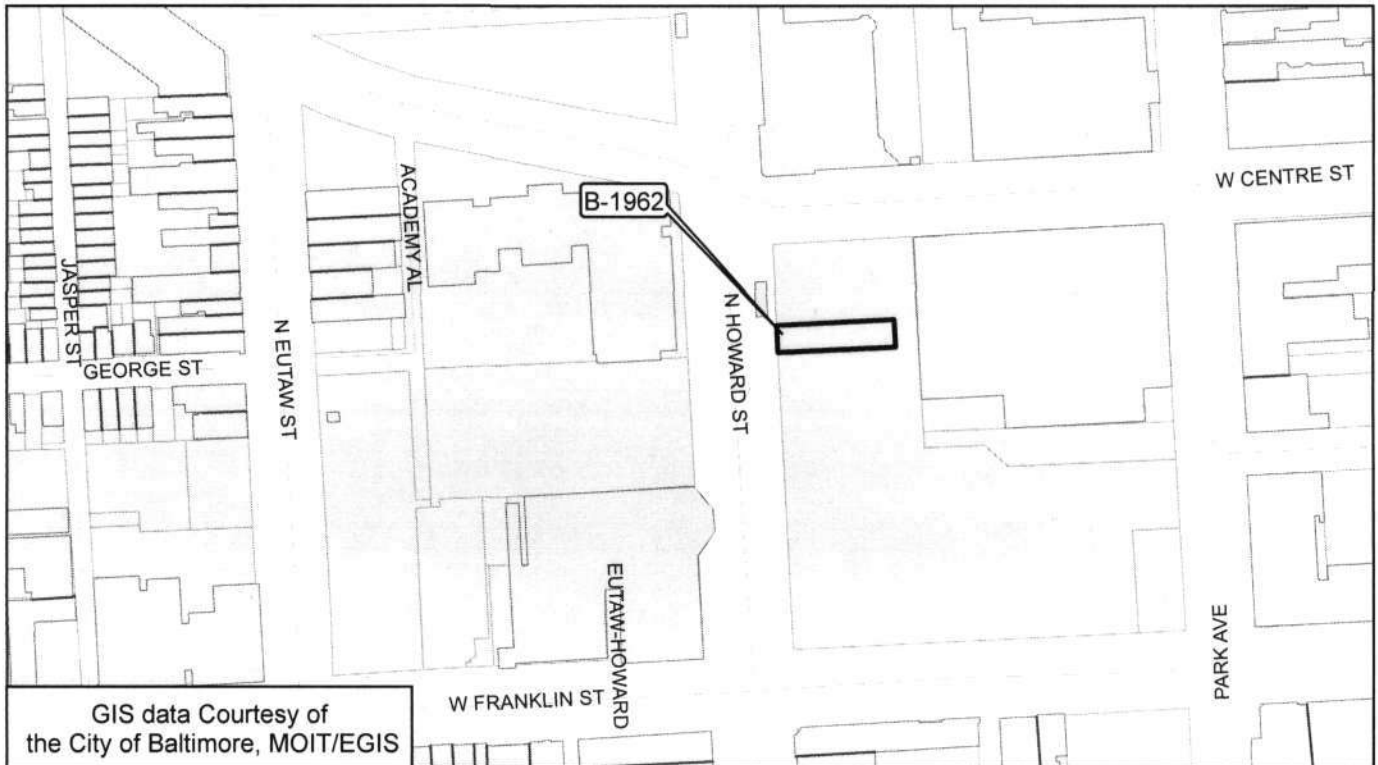 W CENTRE ST
B-1962
ACADEMY AL
JASPER ST
GEORGE ST
N EUTAW ST
N HOWARD ST
EUTAW-HOWARD
PARK AVE
W FRANKLIN ST
GIS data Courtesy of
the City of Baltimore, MOIT/EGIS